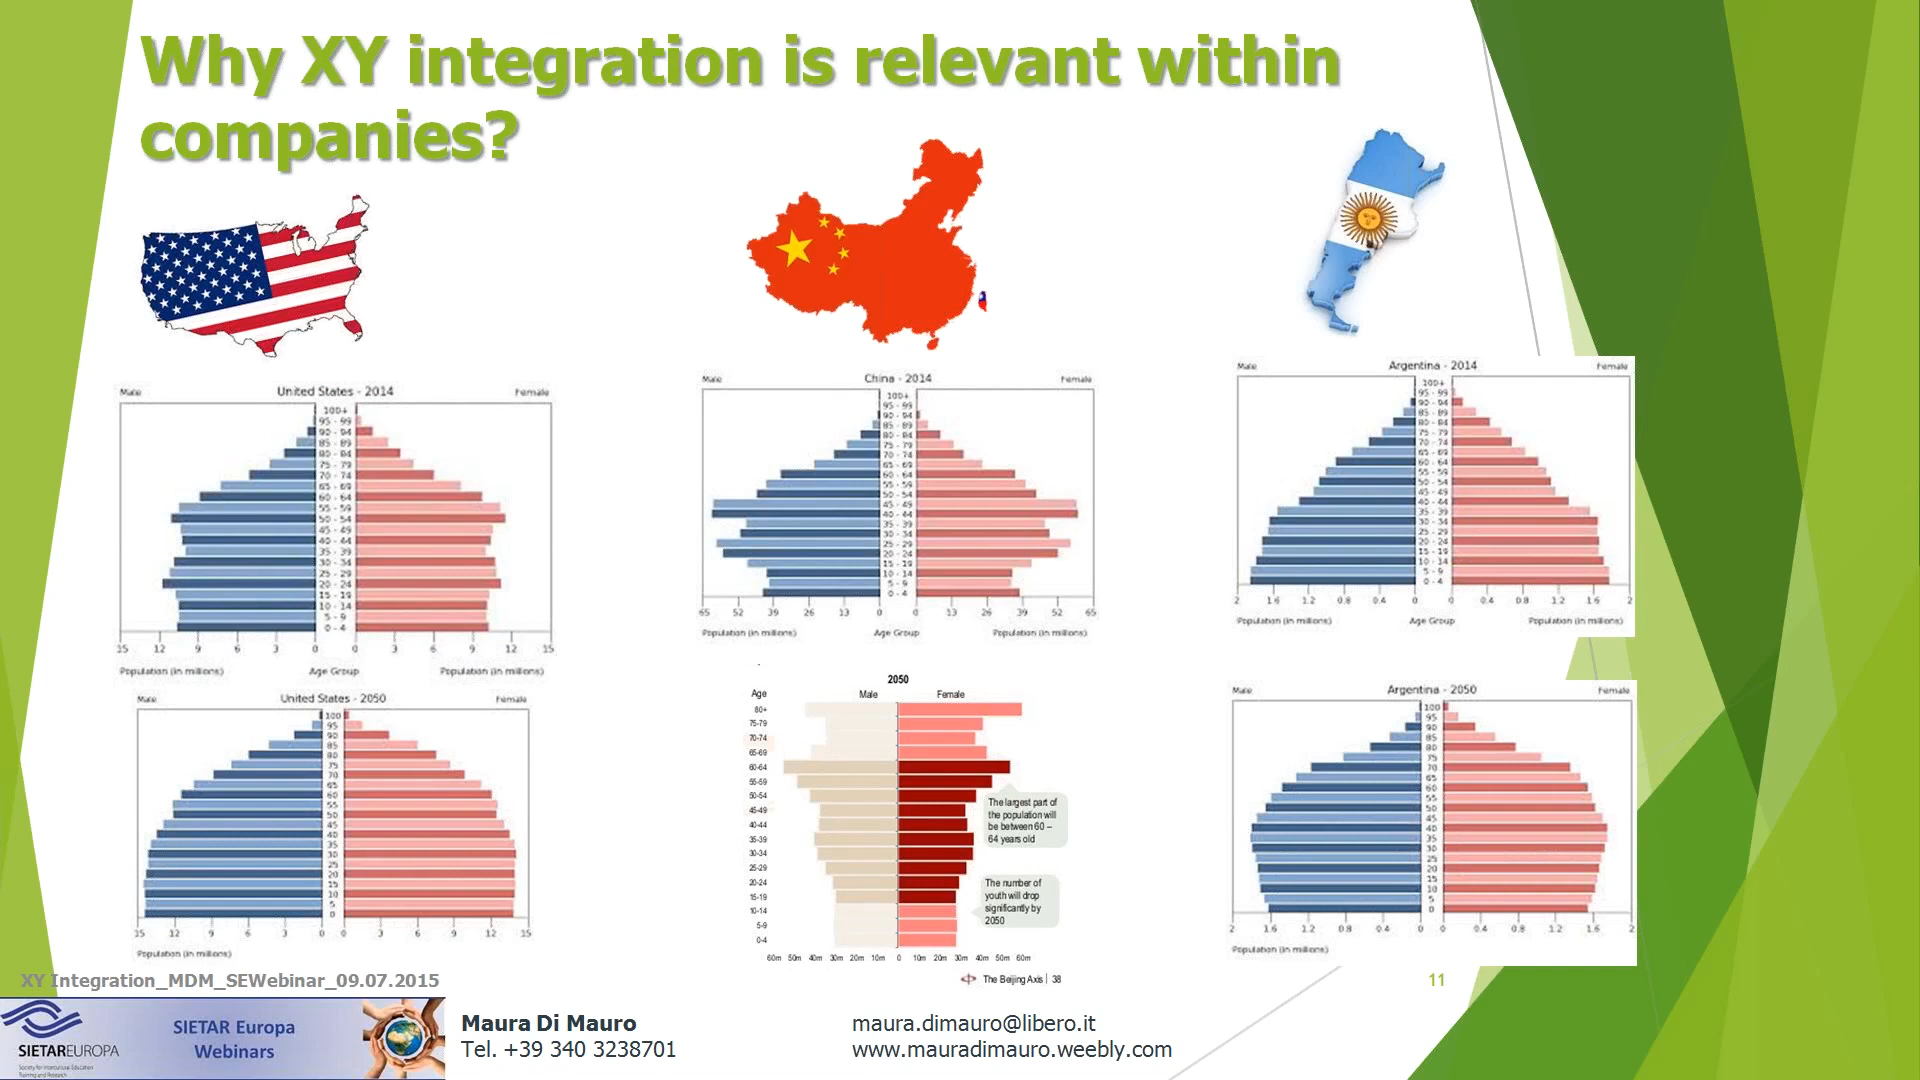 Why XY integration is relevant within
companies?
Male United States - 2014 Female
100+
95 - 99
90 - 94
85 - 89
80 - 84
75 - 79
70 - 74
65 - 69
60 - 64
55 - 59
50 - 54
45 - 49
40 - 44
35 - 39
30 - 34
25 - 29
20 - 24
15 - 19
10 - 14
5 - 9
0 - 4
15 12 9 6 3 0 0 3 6 9 12 15
Population (in millions) Age Group Population (in millions)
Male China - 2014 Female
100+
95 - 99
90 - 94
85 - 89
80 - 84
75 - 79
70 - 74
65 - 69
60 - 64
55 - 59
50 - 54
45 - 49
40 - 44
35 - 39
30 - 34
25 - 29
20 - 24
15 - 19
10 - 14
5 - 9
0 - 4
65 52 39 26 13 0 0 13 26 39 52 65
Population (in millions) Age Group Population (in millions)
Male Argentina - 2014 Female
100+
95 - 99
90 - 94
85 - 89
80 - 84
75 - 79
70 - 74
65 - 69
60 - 64
55 - 59
50 - 54
45 - 49
40 - 44
35 - 39
30 - 34
25 - 29
20 - 24
15 - 19
10 - 14
5 - 9
0 - 4
2 1.6 1.2 0.8 0.4 0 0 0.4 0.8 1.2 1.6 2
Population (in millions) Age Group Population (in millions)
Male United States - 2050 Female
100
95
90
85
80
75
70
65
60
55
50
45
40
35
30
25
20
15
10
5
0
15 12 9 6 3 0 0 3 6 9 12 15
Population (in millions)
2050
Age Male Female
80+
75-79
70-74
65-69
60-64
55-59
50-54
45-49
40-44
35-39
30-34
25-29
20-24
15-19
10-14
5-9
0-4
The largest part of
the population will
be between 60 –
64 years old
The number of
youth will drop
significantly by
2050
60m 50m 40m 30m 20m 10m 0 10m 20m 30m 40m 50m 60m
The Beijing Axis | 38
Male Argentina - 2050 Female
100
95
90
85
80
75
70
65
60
55
50
45
40
35
30
25
20
15
10
5
0
2 1.6 1.2 0.8 0.4 0 0 0.4 0.8 1.2 1.6 2
Population (in millions)
XY Integration_MDM_SEWebinar_09.07.2015
11
SIETAREUROPA
Society for Intercultural Education
Training and Research
SIETAR Europa
Webinars
Maura Di Mauro
Tel. +39 340 3238701
maura.dimauro@libero.it
www.mauradimauro.weebly.com